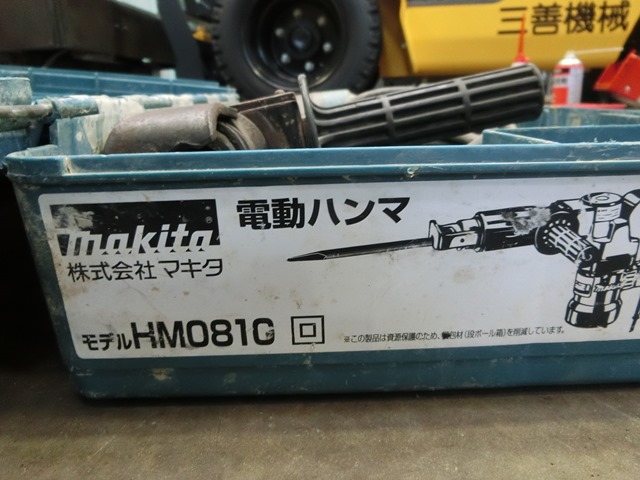 三善機械
makita
電動ハンマ
株式会社マキタ
モデルHM0810
※この製品は資源保護のため、個包材(段ボール箱)を削減しています。
makita